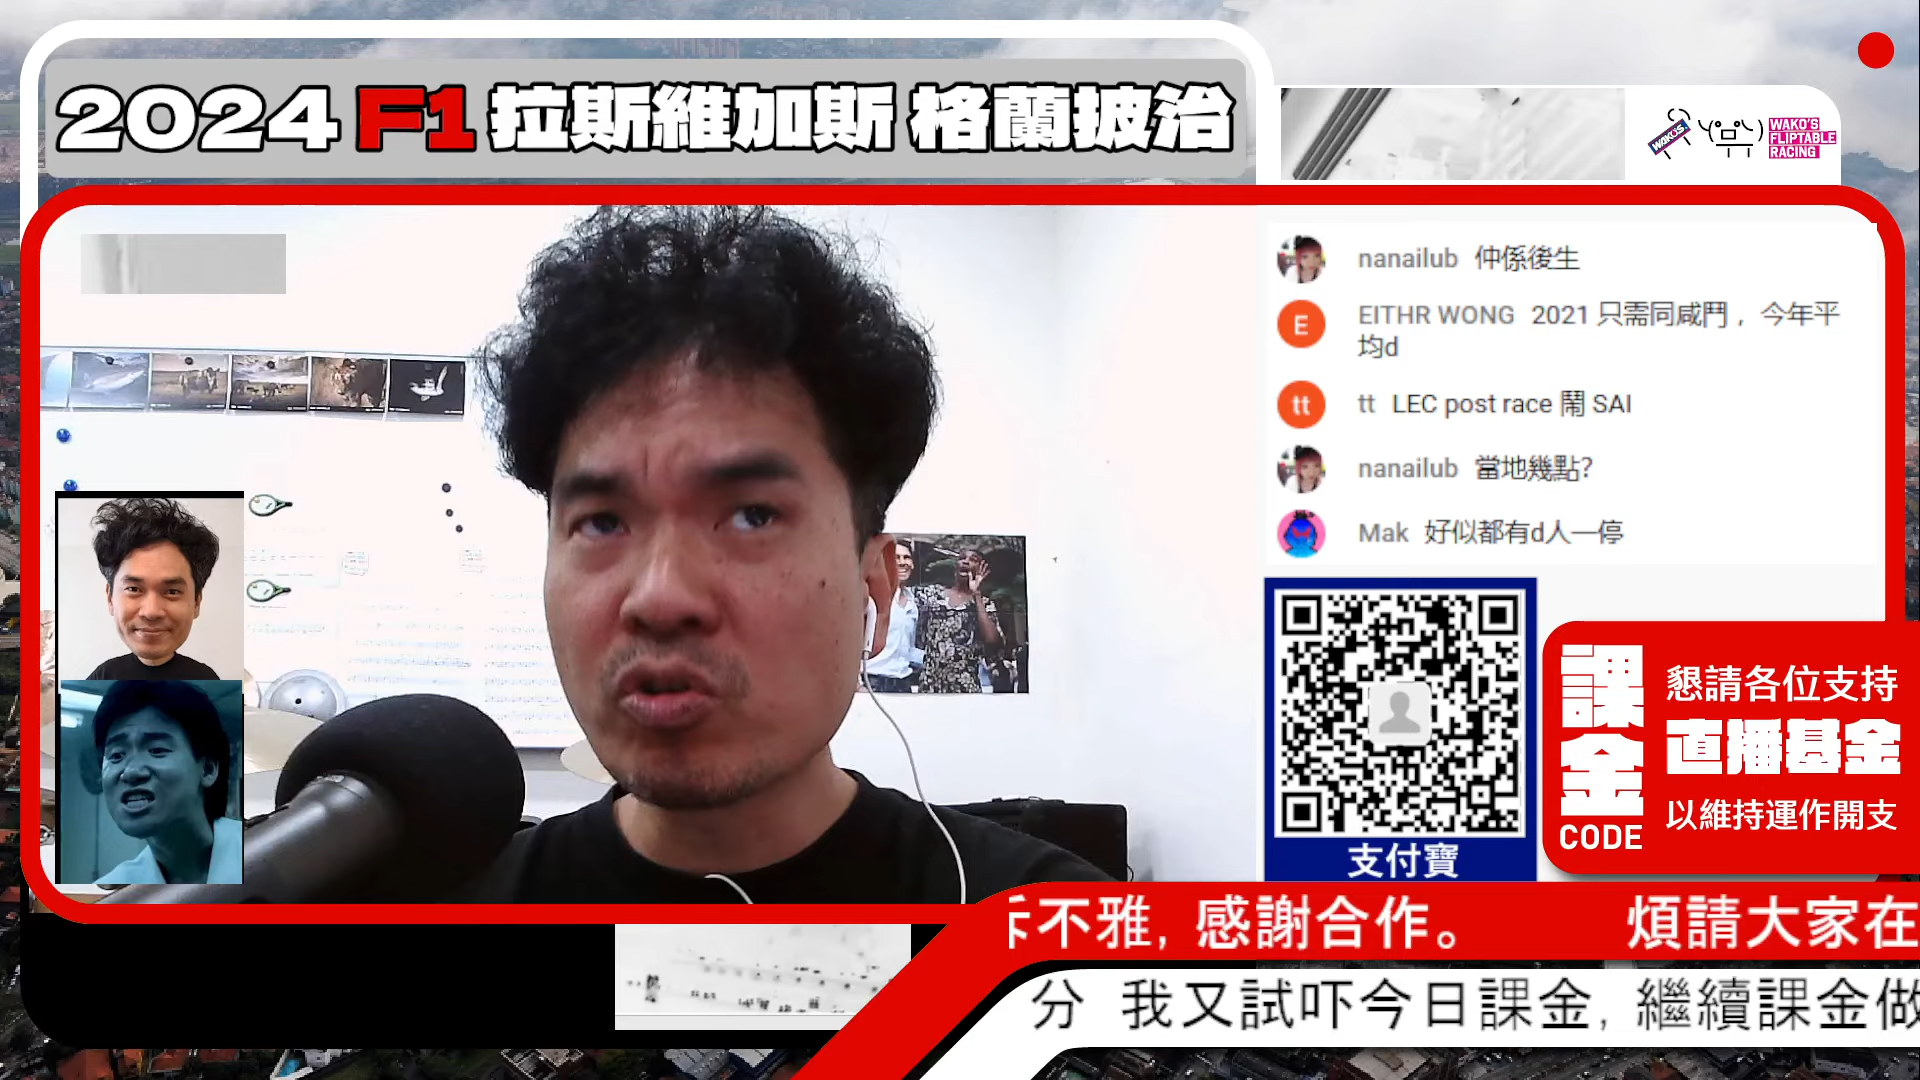 2024 F1 拉斯維加斯 格蘭披治
WAKO'S
WAKO'S
FLIPTABLE
RACING
nanailub 仲係後生
E
EITHR WONG 2021 只需同咸鬥，今年平
均d
tt
tt LEC post race 鬧 SAI
nanailub 當地幾點?
Mak 好似都有d人一停
支付寶
課金
CODE
懇請各位支持
直播基金
以維持運作開支
不雅, 感謝合作。 煩請大家在
分 我又試吓今日課金, 繼續課金做